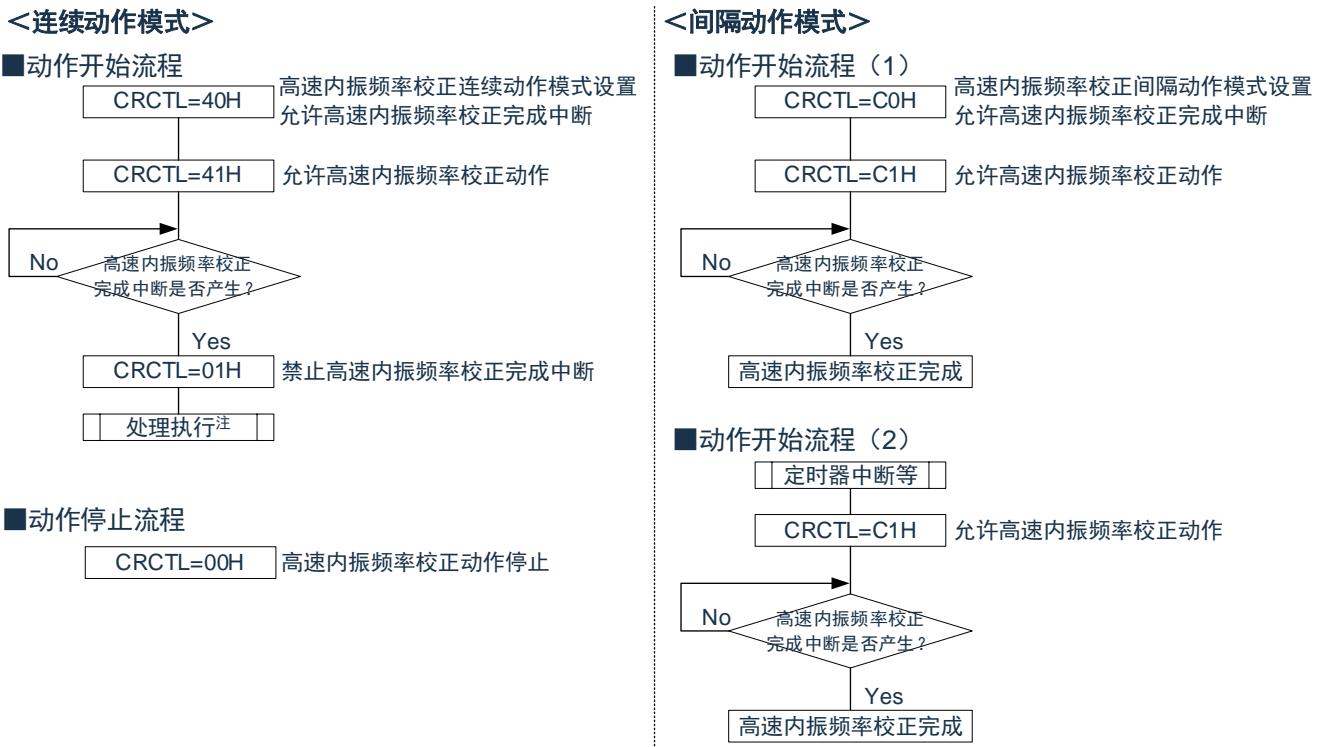 ＜连续动作模式＞
■动作开始流程
CRCTL=40H
高速内振频率校正连续动作模式设置
允许高速内振频率校正完成中断
CRCTL=41H
允许高速内振频率校正动作
No
高速内振频率校正
完成中断是否产生?
Yes
CRCTL=01H
禁止高速内振频率校正完成中断
处理执行注
■动作停止流程
CRCTL=00H
高速内振频率校正动作停止
＜间隔动作模式＞
■动作开始流程（1）
CRCTL=C0H
高速内振频率校正间隔动作模式设置
允许高速内振频率校正完成中断
CRCTL=C1H
允许高速内振频率校正动作
No
高速内振频率校正
完成中断是否产生?
Yes
高速内振频率校正完成
■动作开始流程（2）
定时器中断等
CRCTL=C1H
允许高速内振频率校正动作
No
高速内振频率校正
完成中断是否产生?
Yes
高速内振频率校正完成